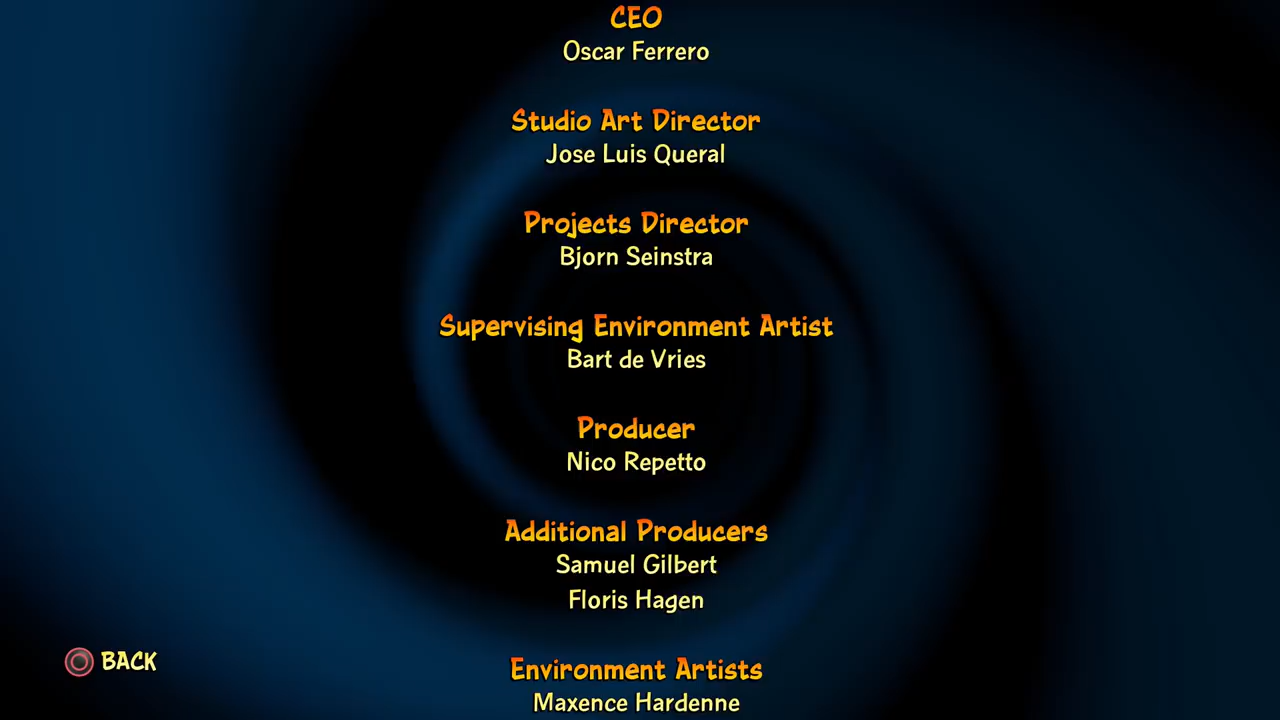 CEO
Oscar Ferrero
Studio Art Director
Jose Luis Queral
Projects Director
Bjorn Seinstra
Supervising Environment Artist
Bart de Vries
Producer
Nico Repetto
Additional Producers
Samuel Gilbert
Floris Hagen
BACK
Environment Artists
Maxence Hardenne